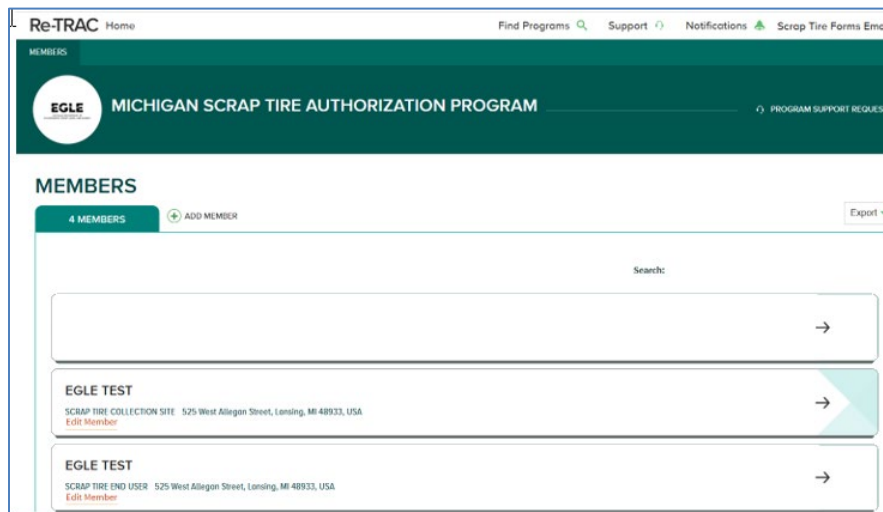 Re-TRAC Home Find Programs Support Notifications Scrap Tire Forms Emo
MEMBERS
EGLE
MICHIGAN SCRAP TIRE AUTHORIZATION PROGRAM
PROGRAM SUPPORT REQUES
MEMBERS
4 MEMBERS ADD MEMBER Export
Search:
EGLE TEST
SCRAP TIRE COLLECTION SITE 525 West Allegan Street, Lansing, MI 48933, USA
Edit Member
EGLE TEST
SCRAP TIRE END USER 525 West Allegan Street, Lansing, MI 48933, USA
Edit Member